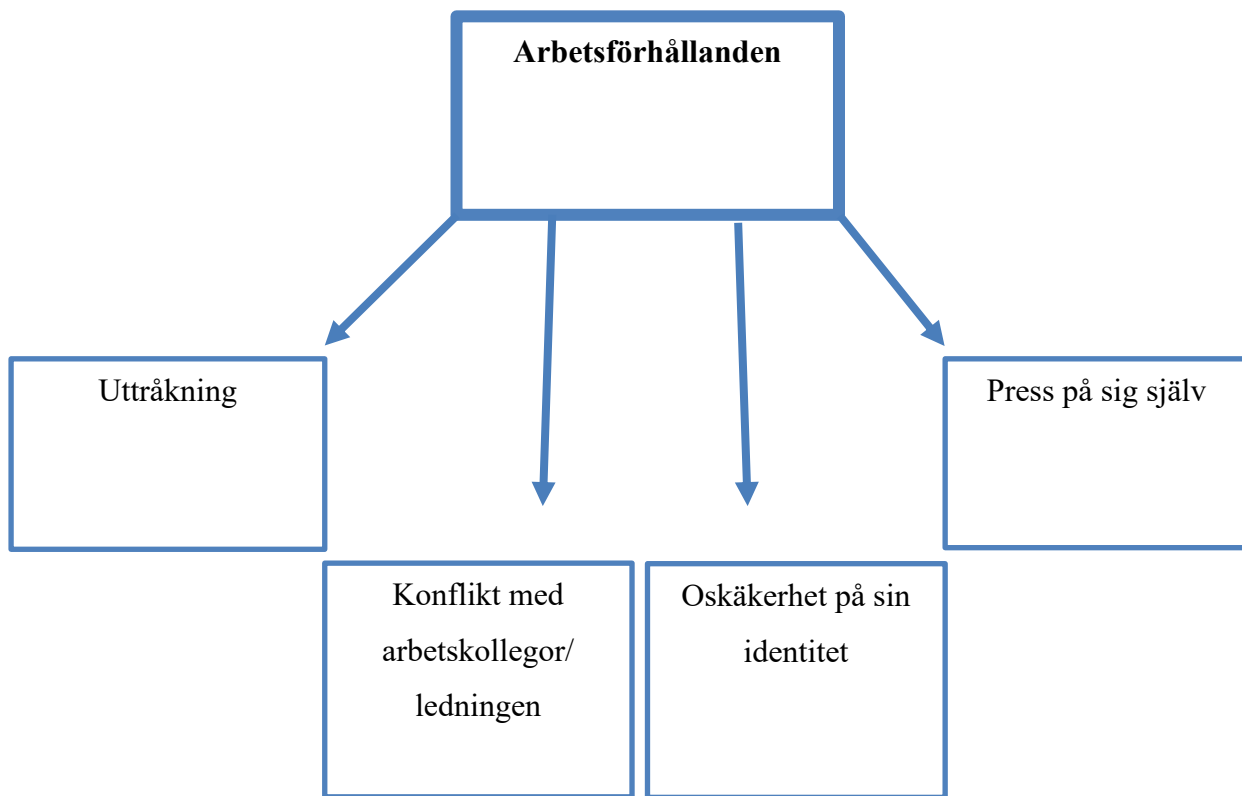 Arbetsförhållanden
Uttråkning
Press på sig själv
Konflikt med
arbetskollegor/
ledningen
Oskäkerhet på sin
identitet